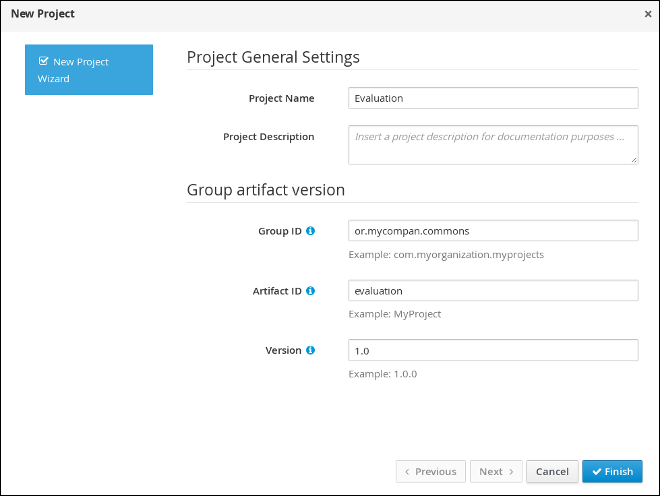 New Project ×
New Project
Wizard
Project General Settings
Project Name Evaluation
Project Description Insert a project description for documentation purposes ...
Group artifact version
Group ID or.mycompan.commons
Example: com.myorganization.myprojects
Artifact ID evaluation
Example: MyProject
Version 1.0
Example: 1.0.0
< Previous Next > Cancel Finish